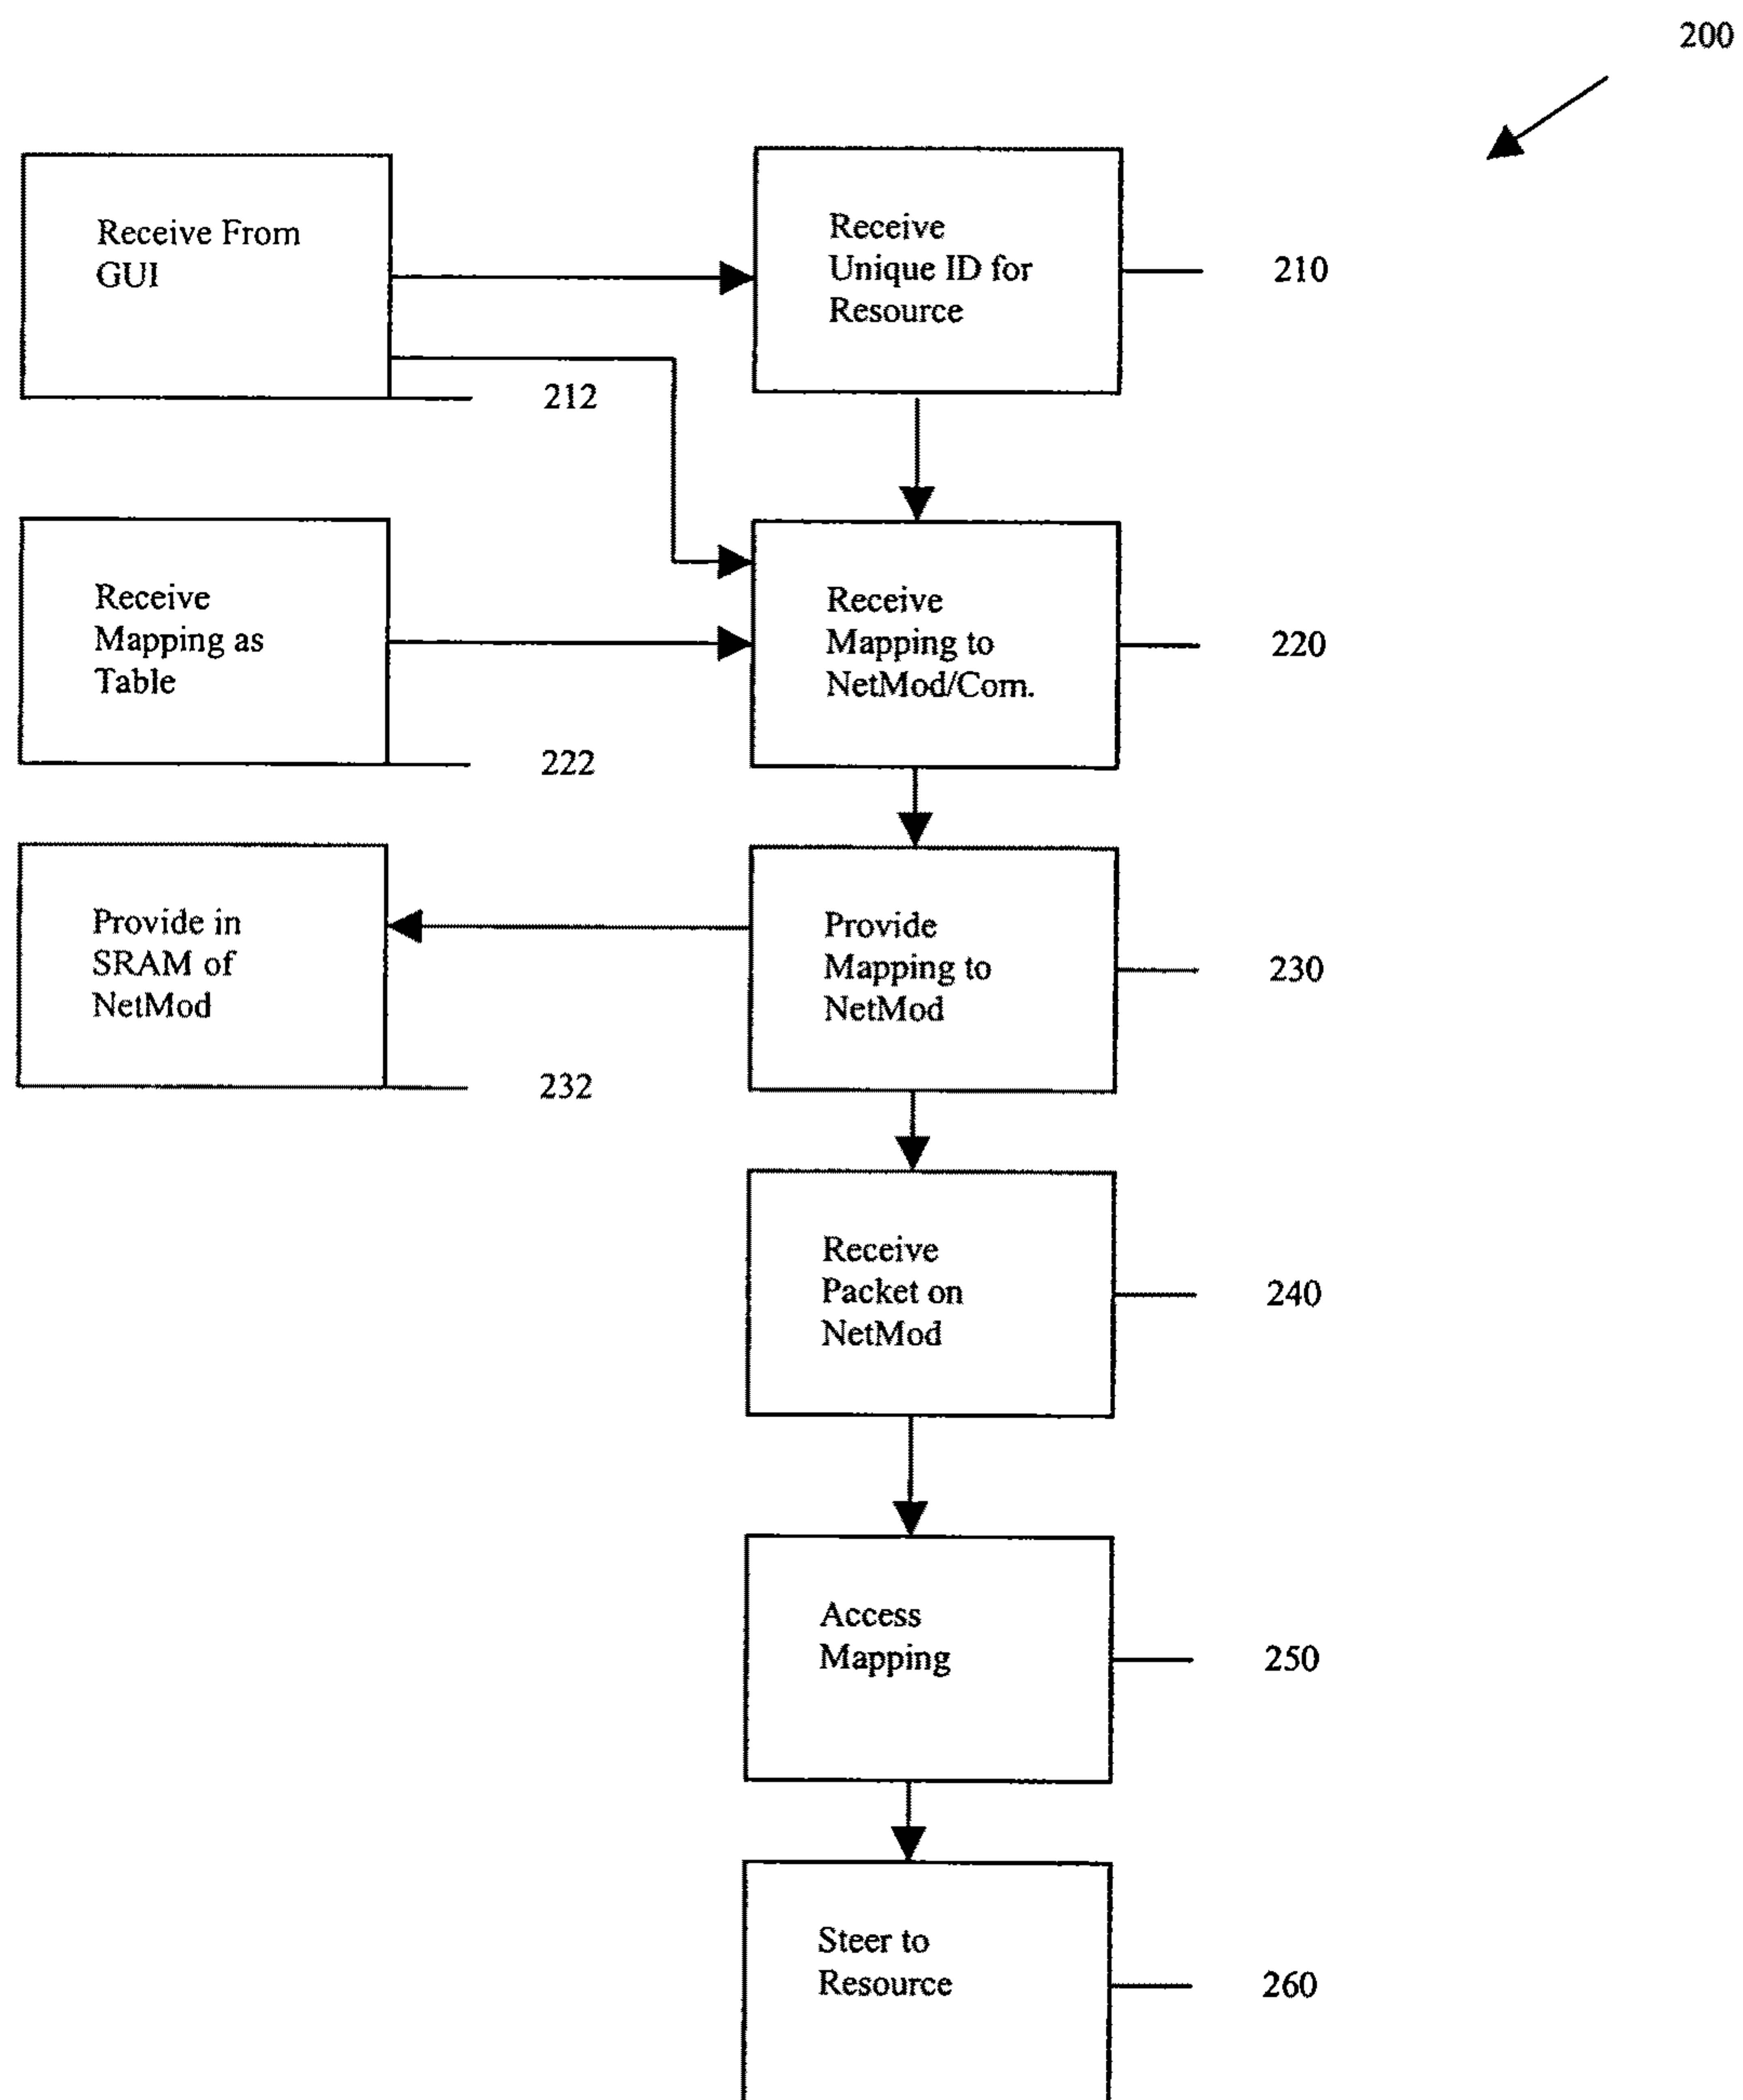 200
Receive From
GUI
212
Receive
Unique ID for
Resource
210
Receive
Mapping as
Table
222
Receive
Mapping to
NetMod/Com.
220
Provide in
SRAM of
NetMod
232
Provide
Mapping to
NetMod
230
Receive
Packet on
NetMod
240
Access
Mapping
250
Steer to
Resource
260